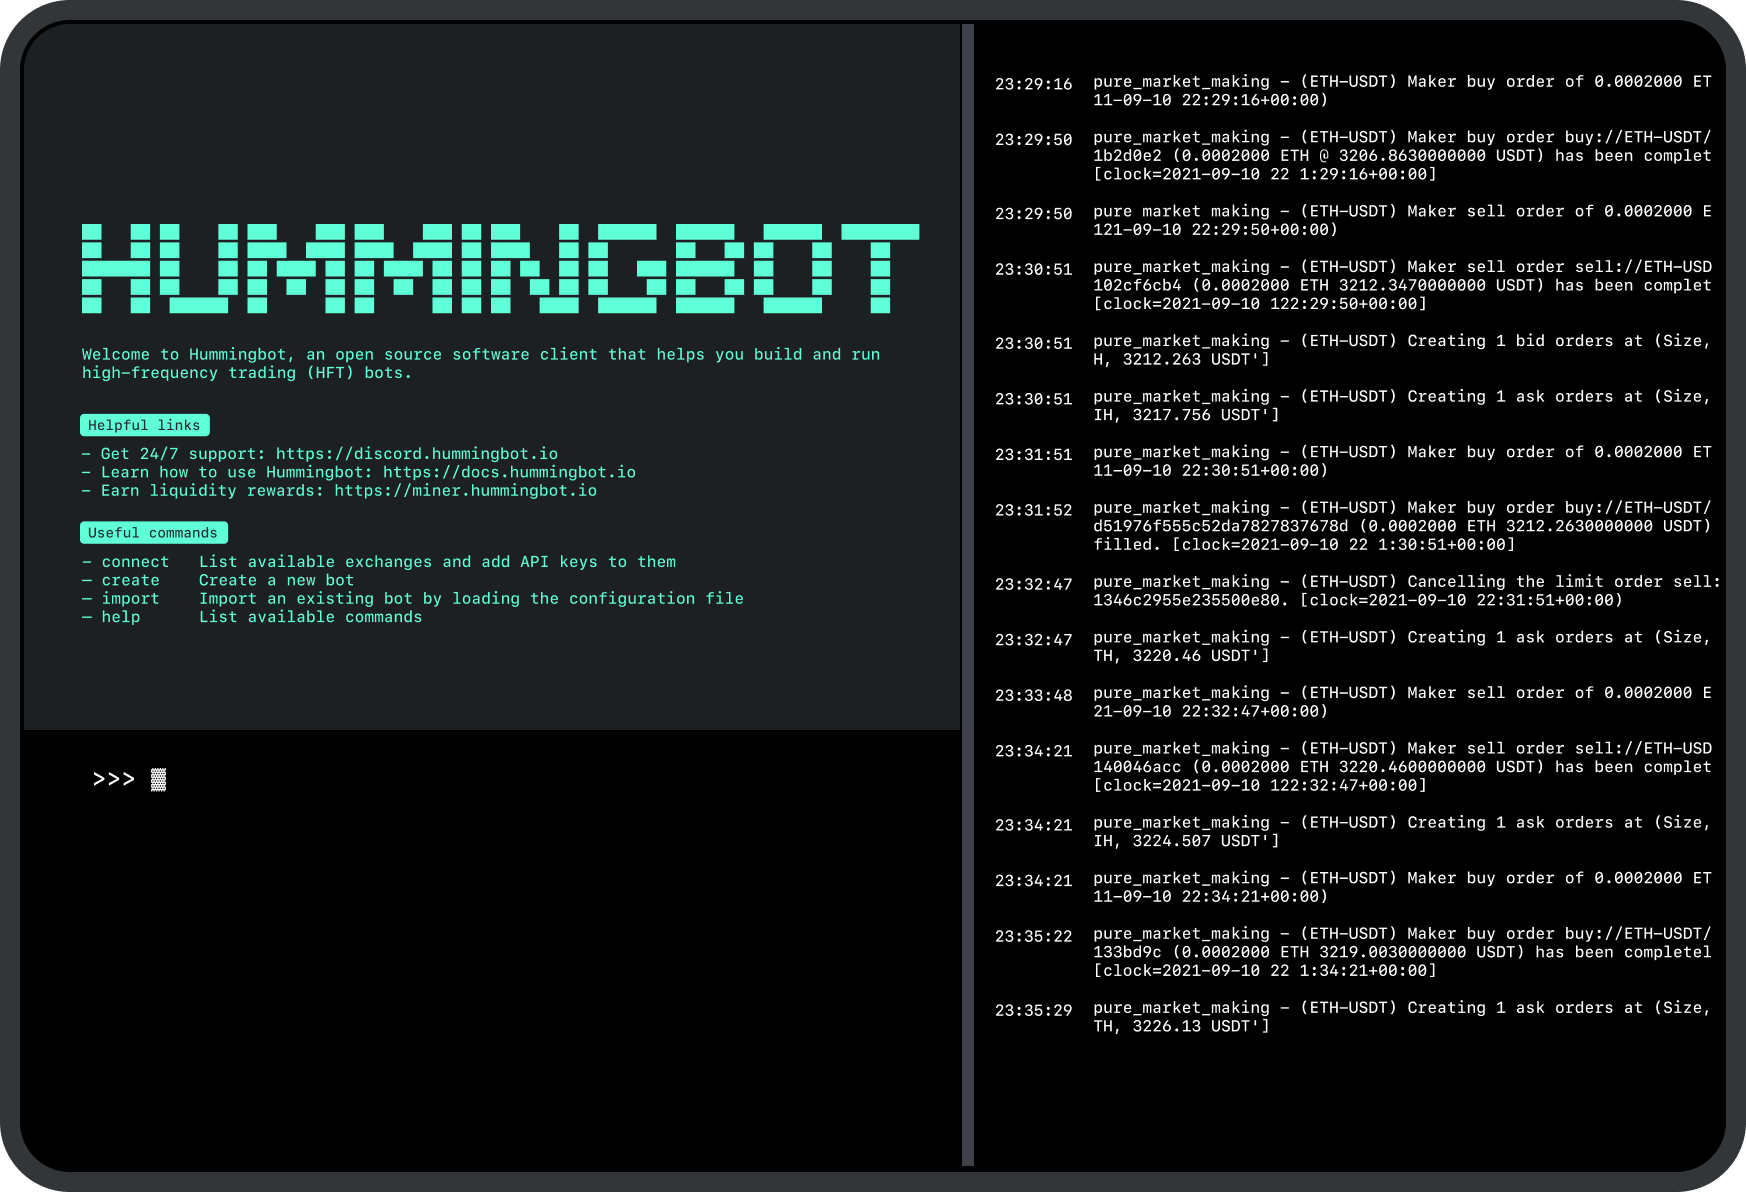 HUMMINGBOT
Welcome to Hummingbot, an open source software client that helps you build and run
high-frequency trading (HFT) bots.
Helpful links
- Get 24/7 support: https://discord.hummingbot.io
- Learn how to use Hummingbot: https://docs.hummingbot.io
- Earn liquidity rewards: https://miner.hummingbot.io
Useful commands
- connect List available exchanges and add API keys to them
- create Create a new bot
- import Import an existing bot by loading the configuration file
- help List available commands
>>>
23:29:16 pure_market_making - (ETH-USDT) Maker buy order of 0.0002000 ET
11-09-10 22:29:16+00:00)
23:29:50 pure_market_making - (ETH-USDT) Maker buy order buy://ETH-USDT/
1b2d0e2 (0.0002000 ETH @ 3206.8630000000 USDT) has been complet
[clock=2021-09-10 22 1:29:16+00:00]
23:29:50 pure market making - (ETH-USDT) Maker sell order of 0.0002000 E
121-09-10 22:29:50+00:00)
23:30:51 pure_market_making - (ETH-USDT) Maker sell order sell://ETH-USD
102cf6cb4 (0.0002000 ETH 3212.3470000000 USDT) has been complet
[clock=2021-09-10 122:29:50+00:00]
23:30:51 pure_market_making - (ETH-USDT) Creating 1 bid orders at (Size,
H, 3212.263 USDT']
23:30:51 pure_market_making - (ETH-USDT) Creating 1 ask orders at (Size,
IH, 3217.756 USDT']
23:31:51 pure_market_making - (ETH-USDT) Maker buy order of 0.0002000 ET
11-09-10 22:30:51+00:00)
23:31:52 pure_market_making - (ETH-USDT) Maker buy order buy://ETH-USDT/
d51976f555c52da7827837678d (0.0002000 ETH 3212.2630000000 USDT)
filled. [clock=2021-09-10 22 1:30:51+00:00]
23:32:47 pure_market_making - (ETH-USDT) Cancelling the limit order sell:
1346c2955e235500e80. [clock=2021-09-10 22:31:51+00:00)
23:32:47 pure_market_making - (ETH-USDT) Creating 1 ask orders at (Size,
TH, 3220.46 USDT']
23:33:48 pure_market_making - (ETH-USDT) Maker sell order of 0.0002000 E
21-09-10 22:32:47+00:00)
23:34:21 pure_market_making - (ETH-USDT) Maker sell order sell://ETH-USD
140046acc (0.0002000 ETH 3220.4600000000 USDT) has been complet
[clock=2021-09-10 122:32:47+00:00]
23:34:21 pure_market_making - (ETH-USDT) Creating 1 ask orders at (Size,
IH, 3224.507 USDT']
23:34:21 pure_market_making - (ETH-USDT) Maker buy order of 0.0002000 ET
11-09-10 22:34:21+00:00)
23:35:22 pure_market_making - (ETH-USDT) Maker buy order buy://ETH-USDT/
133bd9c (0.0002000 ETH 3219.0030000000 USDT) has been completel
[clock=2021-09-10 22 1:34:21+00:00]
23:35:29 pure_market_making - (ETH-USDT) Creating 1 ask orders at (Size,
TH, 3226.13 USDT']